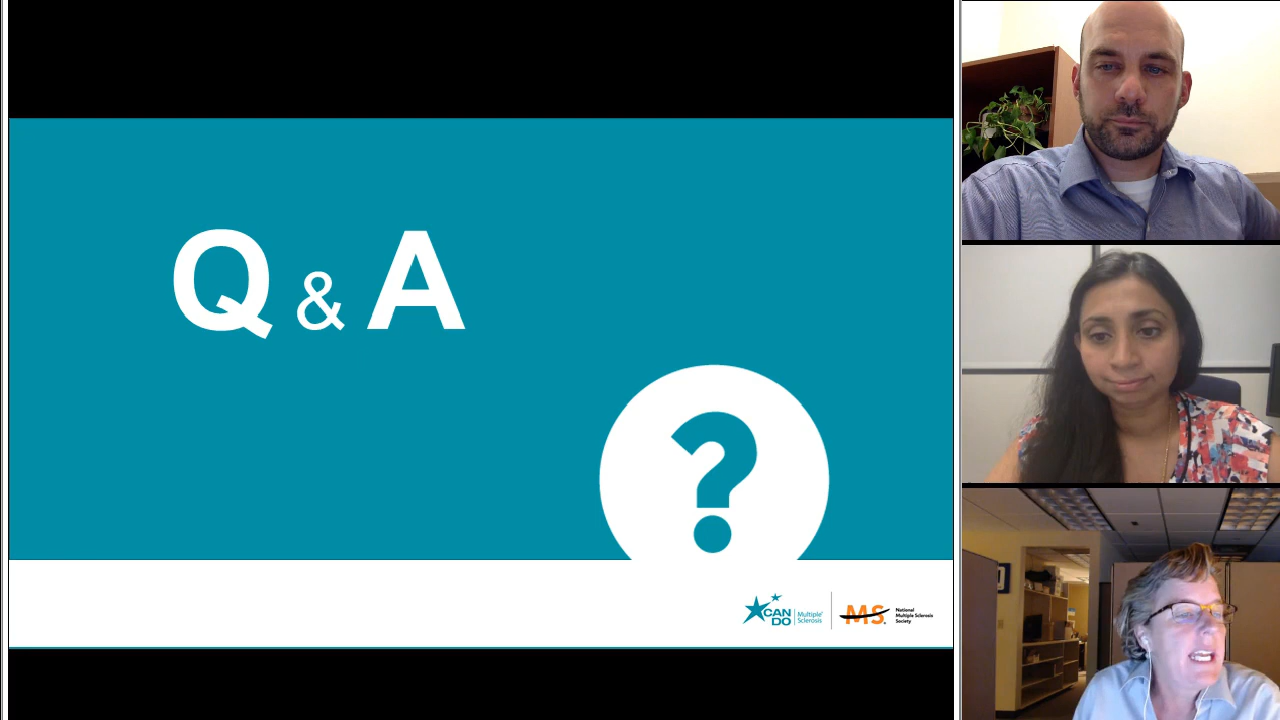 Q & A
?
CAN DO
Multiple
Sclerosis
MS
National
Multiple Sclerosis
Society